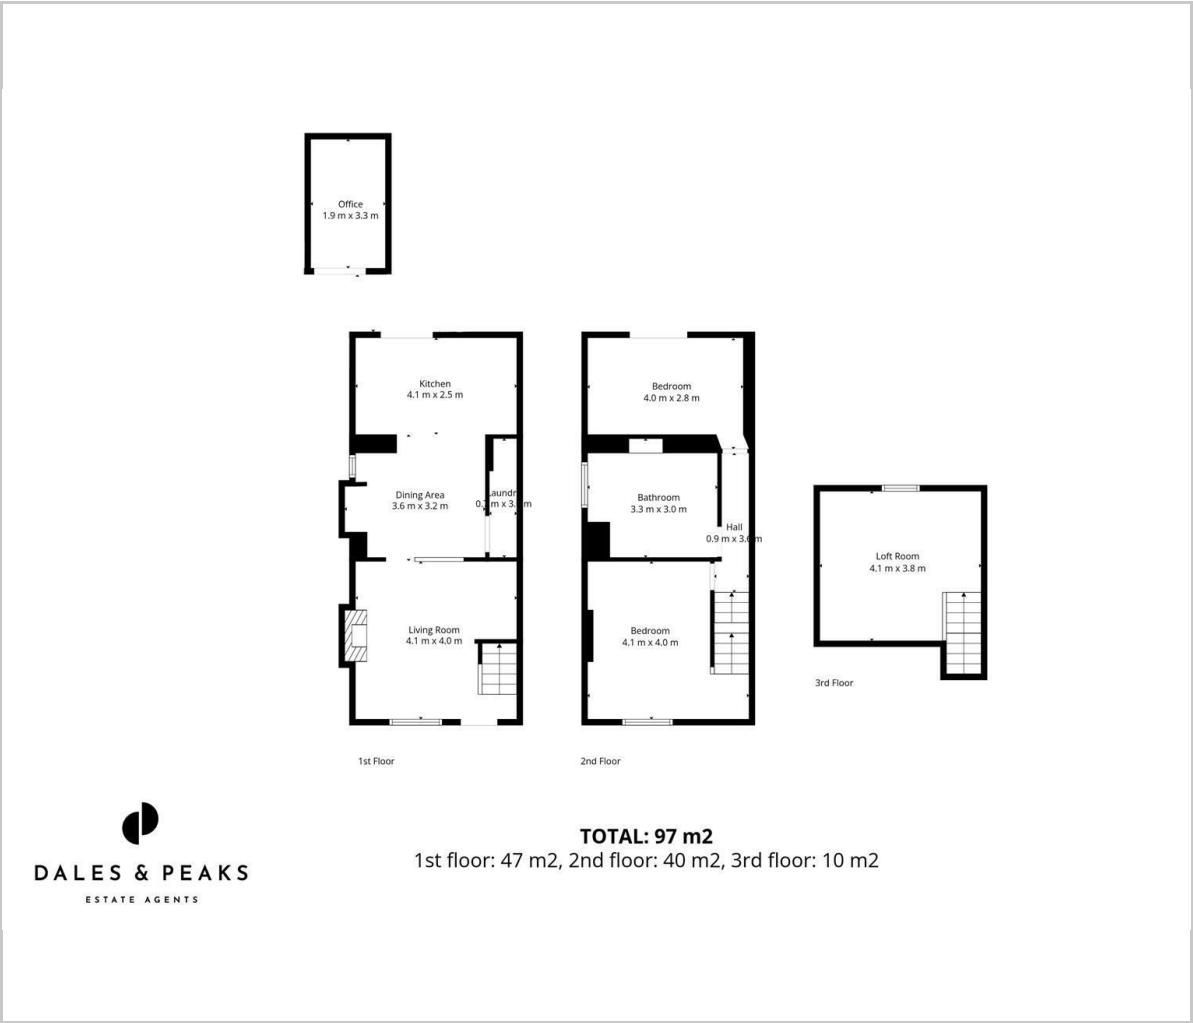 Office
1.9 m x 3.3 m
Kitchen
4.1 m x 2.5 m
Dining Area
3.6 m x 3.2 m
Living Room
4.1 m x 4.0 m
1st Floor
Bedroom
4.0 m x 2.8 m
Bathroom
3.3 m x 3.0 m
Hall
0.9 m x 3.6 m
Bedroom
4.1 m x 4.0 m
2nd Floor
Loft Room
4.1 m x 3.8 m
3rd Floor
TOTAL: 97 m2
1st floor: 47 m2, 2nd floor: 40 m2, 3rd floor: 10 m2
DALES & PEAKS
ESTATE AGENTS